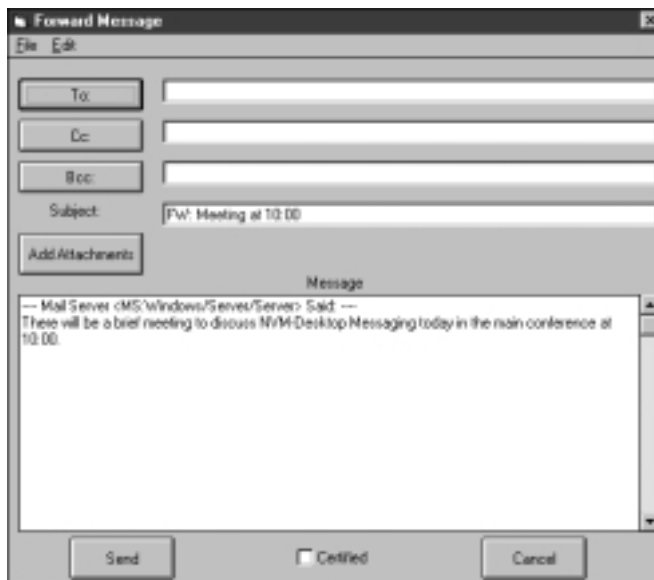 Forward Message
File Edit
To:
Cc:
Bcc:
Subject: FW: Meeting at 10:00
Add Attachments
Message
--- Mail Server <MS:Windows/Server/Server> Said: ---
There will be a brief meeting to discuss NVM-Desktop Messaging today in the main conference at
10:00.
Send Certified Cancel